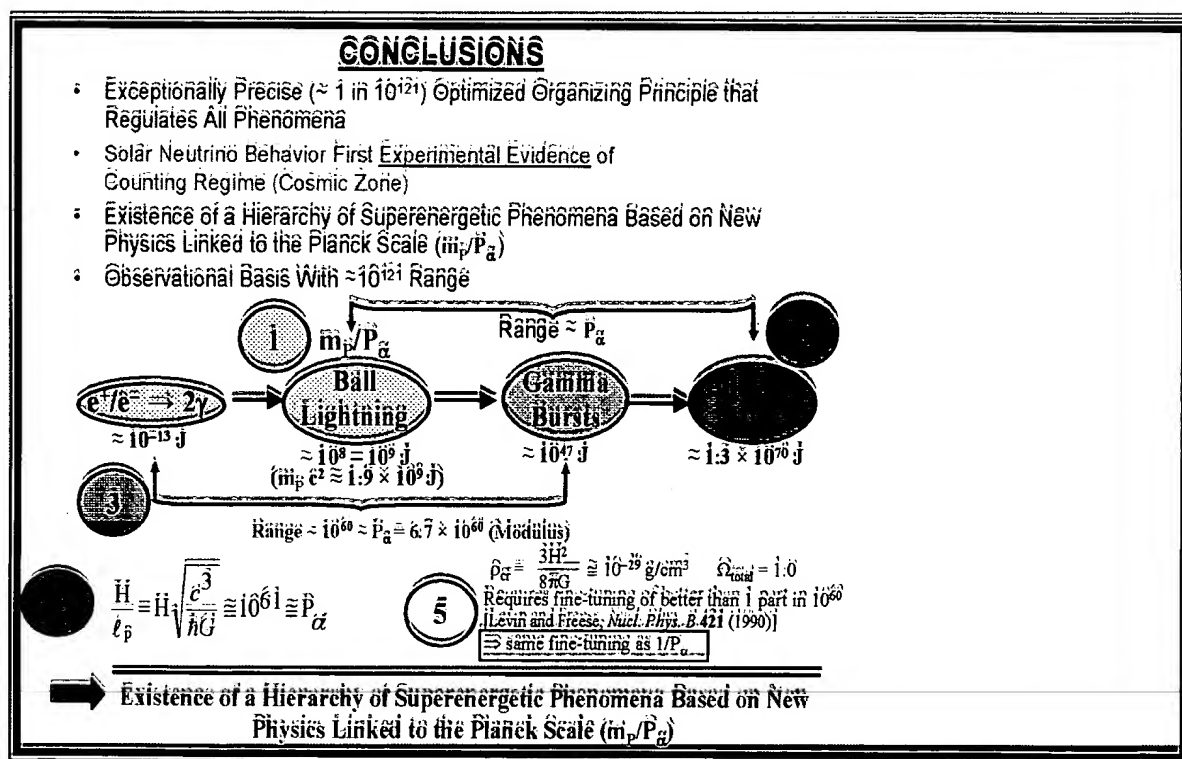 CONCLUSIONS
• Exceptionally Precise (≈ 1 in 10¹²¹) Optimized Organizing Principle that
Regulates All Phenomena
• Solar Neutrino Behavior First Experimental Evidence of
Counting Regime (Cosmic Zone)
• Existence of a Hierarchy of Superenergetic Phenomena Based on New
Physics Linked to the Planck Scale (m_p/P_α)
• Observational Basis With ≈10¹²¹ Range
1
m_p/P_α
Range ≈ P_α
e⁺/e⁻ → 2γ
Ball
Lightning
Gamma
Bursts
≈ 10⁻¹³ J
≈ 10⁸ – 10⁹ J
(m_p c² ≈ 1.9 × 10⁹ J)
≈ 10⁴⁷ J
≈ 1.3 × 10⁷⁰ J
3
Range ≈ 10⁶⁰ ≈ P_α = 6.7 × 10⁶⁰ (Modulus)
H/ℓ_p ≡ H√(c³/ħG) ≅ 10⁶¹ ≅ P_α
5
ρ_cr = 3H²/8πG ≅ 10⁻²⁹ g/cm³ Ω_total = 1.0
Requires fine-tuning of better than 1 part in 10⁶⁰
[Levin and Freese, Nucl. Phys. B 421 (1990)]
⇒ same fine-tuning as 1/P_α
Existence of a Hierarchy of Superenergetic Phenomena Based on New
Physics Linked to the Planck Scale (m_p/P_α)